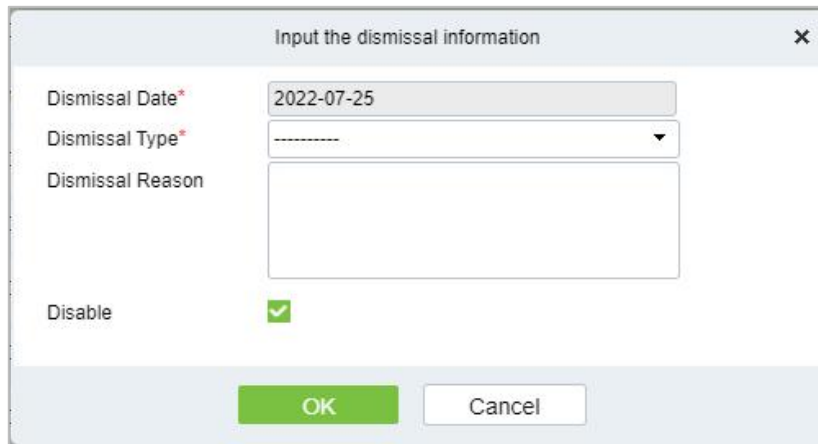 Input the dismissal information
Dismissal Date* 2022-07-25
Dismissal Type* ----------
Dismissal Reason
Disable
OK Cancel